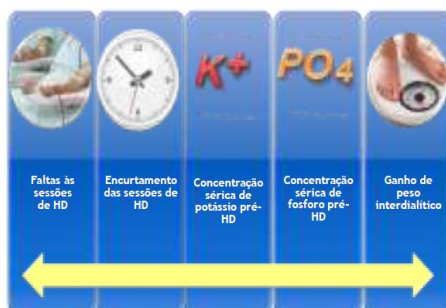 K+
PO4
Faltas às
sessões
de HD
Encurtamento
das sessões de
HD
Concentração
sérica de
potássio pré-
HD
Concentração
sérica de
fosforo pré-
HD
Ganho de
peso
interdialítico